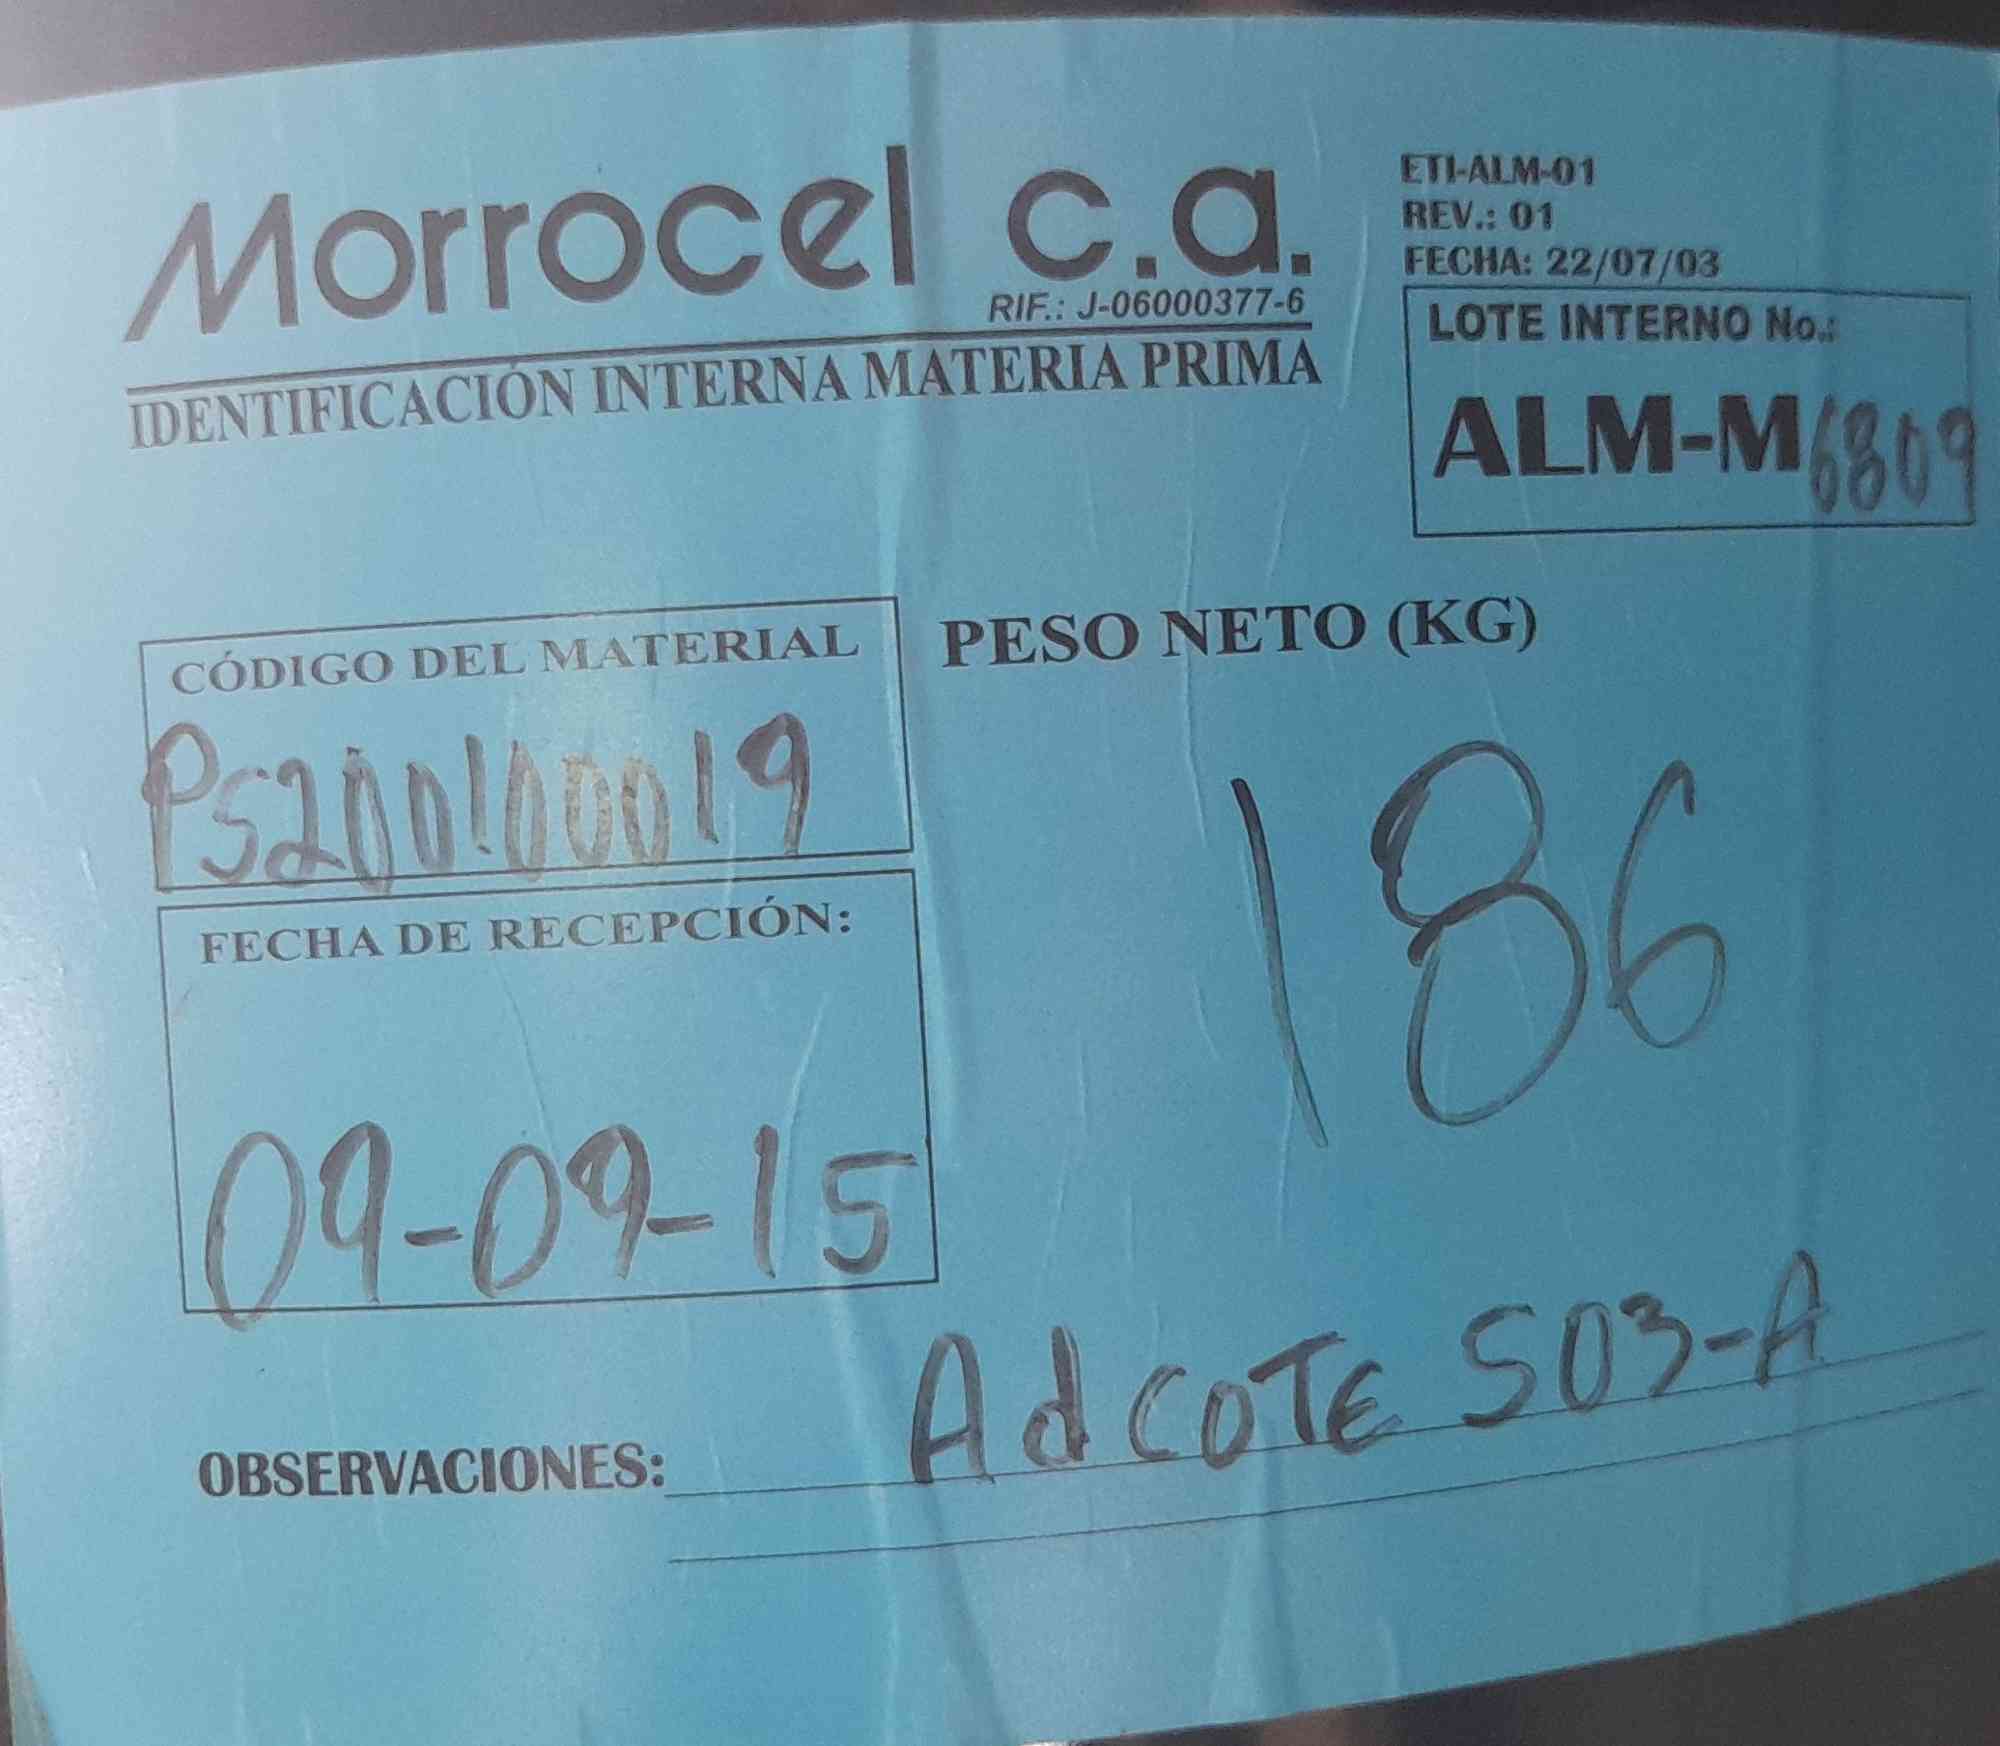 Morrocel c.a.
RIF.: J-06000377-6
IDENTIFICACIÓN INTERNA MATERIA PRIMA
ETI-ALM-01
REV.: 01
FECHA: 22/07/03
LOTE INTERNO No.:
ALM-M6809
CÓDIGO DEL MATERIAL
PS200100019
PESO NETO (KG)
186
FECHA DE RECEPCIÓN:
09-09-15
OBSERVACIONES: AdCOTE 503-A